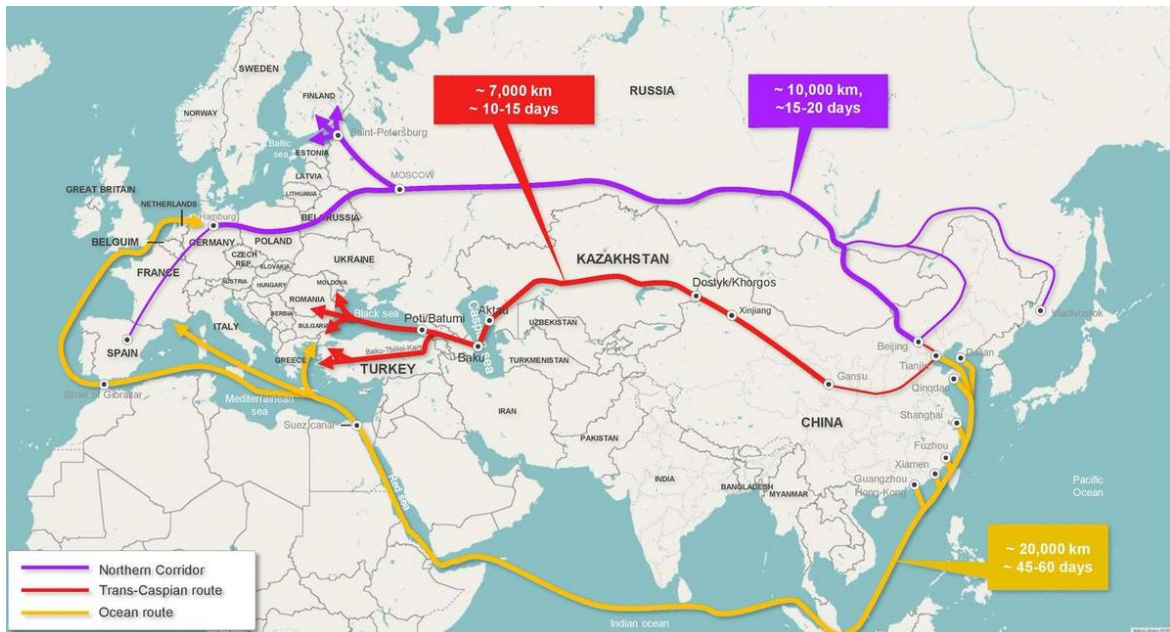 SWEDEN
FINLAND
NORWAY
RUSSIA
~ 7,000 km
~ 10-15 days
~ 10,000 km,
~15-20 days
Saint-Petersburg
Baltic
sea
ESTONIA
LATVIA
LITHUANIA
MOSCOW
GREAT BRITAIN
NETHERLANDS
Hamburg
BELORUSSIA
BELGUIM
GERMANY
POLAND
CZECH
REP.
SLOVAKIA
UKRAINE
FRANCE
AUSTRIA
HUNGARY
MOLDOVA
KAZAKHSTAN
Dostyk/Khorgos
ROMANIA
SERBIA
Black sea
BULGARIA
ITALY
Aktau
Caspian sea
Xinjiang
Vladivostok
Poti/Batumi
UZBEKISTAN
SPAIN
GREECE
Baku
TURKEY
TURKMENISTAN
Beijing
Tianjin
Dalian
Gansu
Qingdao
Strait of Gibraltar
Mediterranean
sea
Suez canal
IRAN
CHINA
Shanghai
PAKISTAN
Fuzhou
Xiamen
Guangzhou
Hong-Kong
Pacific
Ocean
Red sea
INDIA
BANGLADESH
MYANMAR
~ 20,000 km
~ 45-60 days
Northern Corridor
Trans-Caspian route
Ocean route
Indian ocean